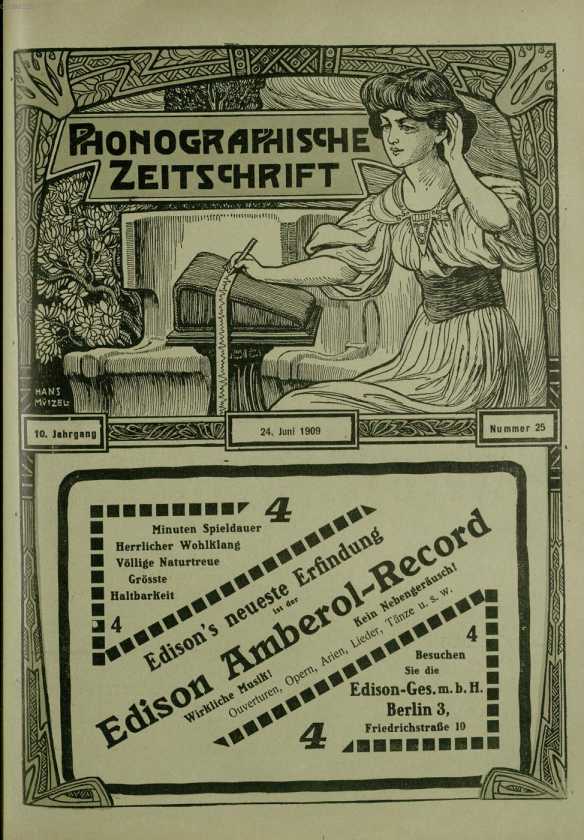 PHONOGRAPHISCHE
ZEITSCHRIFT
HANS
MÜTZEL
10. Jahrgang
24. Juni 1909
Nummer 25
4
Minuten Spieldauer
Herrlicher Wohlklang
Völlige Naturtreue
Grösste
Haltbarkeit
4
Edison's neueste Erfindung
ist der
Edison Amberol-Record
Wirkliche Musik!
Kein Nebengeräusch!
Ouverturen, Opern, Arien, Lieder, Tänze u. s. w.
4
Besuchen
Sie die
Edison-Ges. m. b. H.
Berlin 3,
Friedrichstraße 10
4